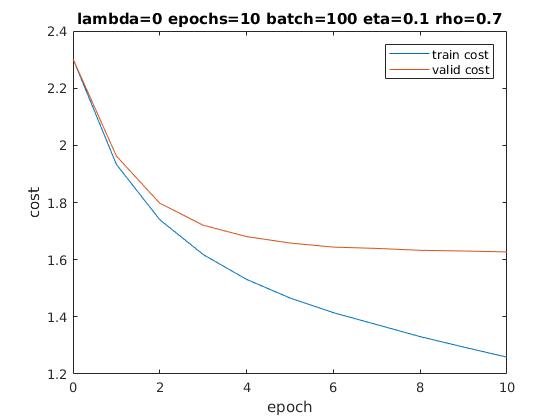 lambda=0 epochs=10 batch=100 eta=0.1 rho=0.7
2.4
2.2
2
1.8
1.6
1.4
1.2
cost
train cost
valid cost
0 2 4 6 8 10
epoch